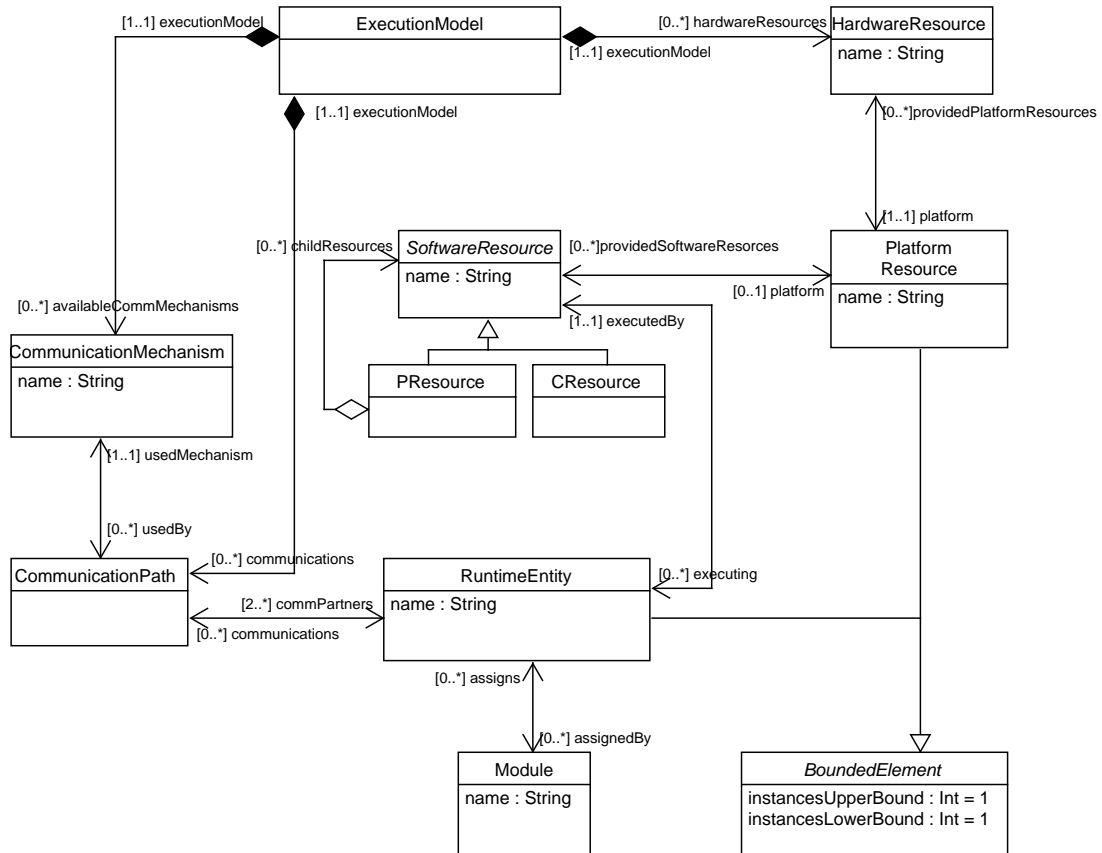 [1..1] executionModel
ExecutionModel
[0..*] hardwareResources
HardwareResource
name : String
[1..1] executionModel
[1..1] executionModel
[0..*]providedPlatformResources
[1..1] platform
[0..*] childResources
SoftwareResource
name : String
[0..*]providedSoftwareResorces
[0..1] platform
Platform
Resource
name : String
[1..1] executedBy
[0..*] availableCommMechanisms
CommunicationMechanism
name : String
PResource
CResource
[1..1] usedMechanism
[0..*] usedBy
[0..*] communications
CommunicationPath
RuntimeEntity
name : String
[0..*] executing
[2..*] commPartners
[0..*] communications
[0..*] assigns
[0..*] assignedBy
Module
name : String
BoundedElement
instancesUpperBound : Int = 1
instancesLowerBound : Int = 1